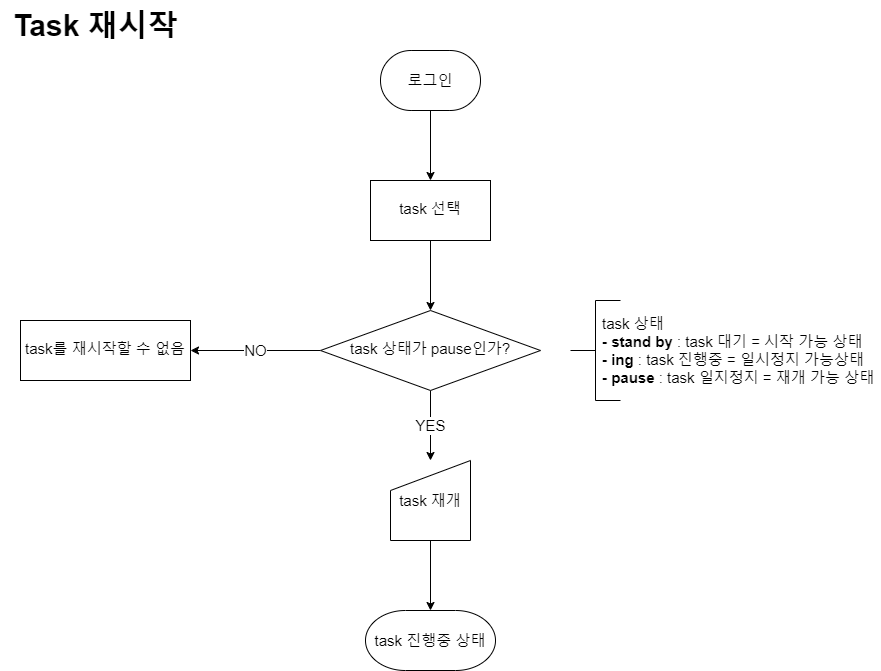 Task 재시작
로그인
task 선택
task 상태가 pause인가?
NO
task를 재시작할 수 없음
task 상태
- stand by : task 대기 = 시작 가능 상태
- ing : task 진행중 = 일시정지 가능상태
- pause : task 일지정지 = 재개 가능 상태
YES
task 재개
task 진행중 상태